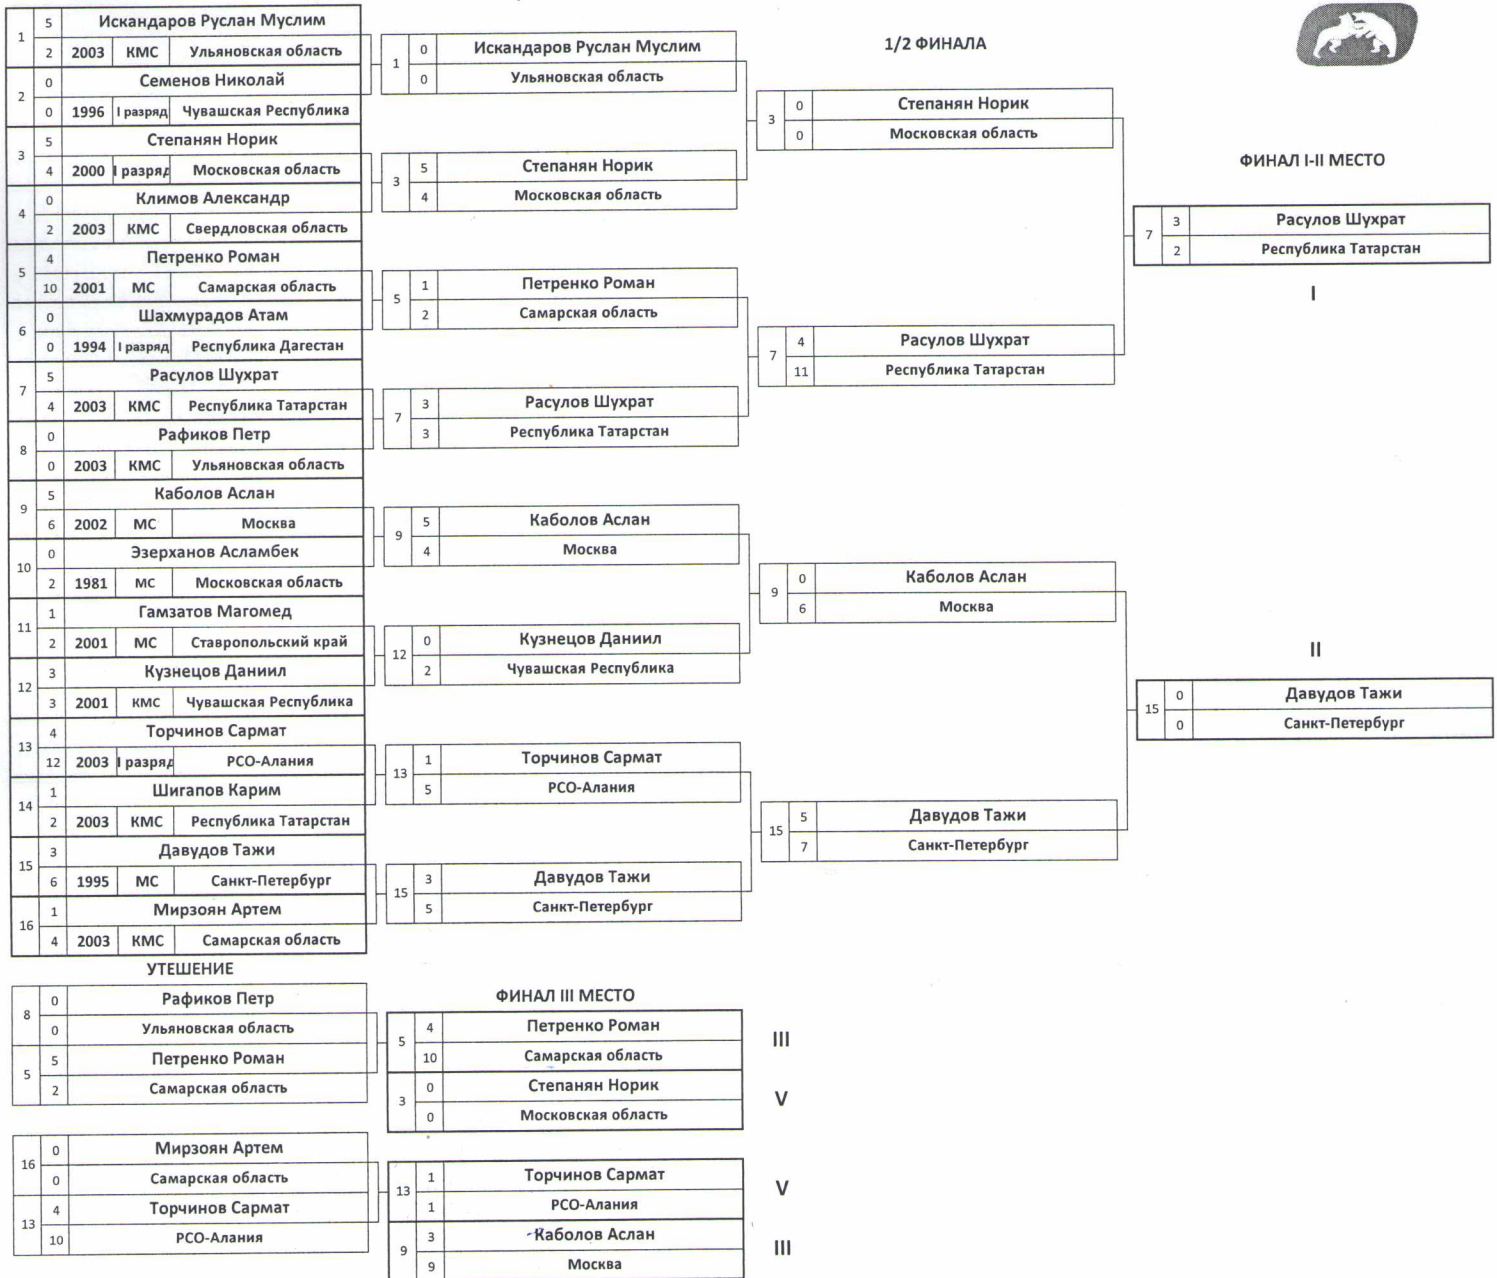 1 5 Искандаров Руслан Муслим
2 2003 КМС Ульяновская область
2 0 Семенов Николай
0 1996 I разряд Чувашская Республика
3 5 Степанян Норик
4 2000 I разряд Московская область
4 0 Климов Александр
2 2003 КМС Свердловская область
5 4 Петренко Роман
10 2001 МС Самарская область
6 0 Шахмурадов Атам
0 1994 I разряд Республика Дагестан
7 5 Расулов Шухрат
4 2003 КМС Республика Татарстан
8 0 Рафиков Петр
0 2003 КМС Ульяновская область
9 5 Каболов Аслан
6 2002 МС Москва
10 0 Эзерханов Асламбек
2 1981 МС Московская область
11 1 Гамзатов Магомед
2 2001 МС Ставропольский край
12 3 Кузнецов Даниил
3 2001 КМС Чувашская Республика
13 4 Торчинов Сармат
12 2003 I разряд РСО-Алания
14 1 Шигапов Карим
2 2003 КМС Республика Татарстан
15 3 Давудов Тажи
6 1995 МС Санкт-Петербург
16 1 Мирзоян Артем
4 2003 КМС Самарская область
1 0 Искандаров Руслан Муслим
0 Ульяновская область
3 5 Степанян Норик
4 Московская область
5 1 Петренко Роман
2 Самарская область
7 3 Расулов Шухрат
3 Республика Татарстан
9 5 Каболов Аслан
4 Москва
12 0 Кузнецов Даниил
2 Чувашская Республика
13 1 Торчинов Сармат
5 РСО-Алания
15 3 Давудов Тажи
5 Санкт-Петербург
1/2 ФИНАЛА
3 0 Степанян Норик
0 Московская область
7 4 Расулов Шухрат
11 Республика Татарстан
9 0 Каболов Аслан
6 Москва
15 5 Давудов Тажи
7 Санкт-Петербург
ФИНАЛ I-II МЕСТО
7 3 Расулов Шухрат
2 Республика Татарстан
I
II
15 0 Давудов Тажи
0 Санкт-Петербург
УТЕШЕНИЕ
8 0 Рафиков Петр
0 Ульяновская область
5 5 Петренко Роман
2 Самарская область
16 0 Мирзоян Артем
0 Самарская область
13 4 Торчинов Сармат
10 РСО-Алания
ФИНАЛ III МЕСТО
5 4 Петренко Роман III
10 Самарская область
3 0 Степанян Норик V
0 Московская область
13 1 Торчинов Сармат V
1 РСО-Алания
9 3 Каболов Аслан III
9 Москва